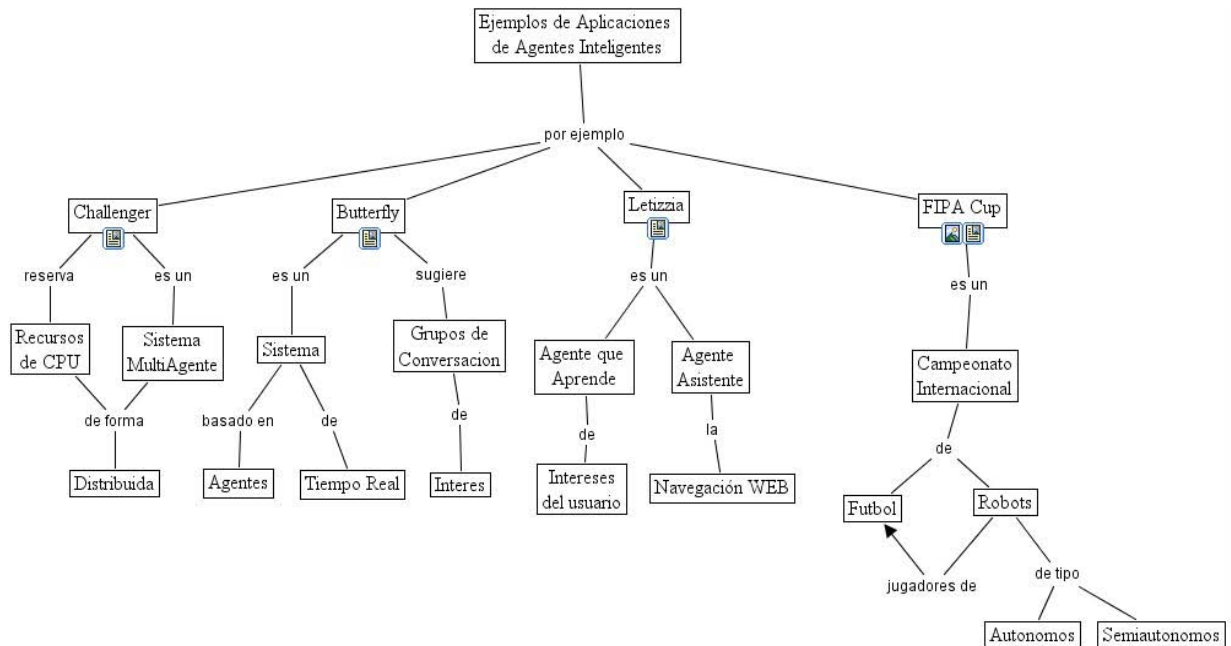 Ejemplos de Aplicaciones
de Agentes Inteligentes
por ejemplo
Challenger
Butterfly
Letizzia
FIPA Cup
reserva
es un
es un
sugiere
es un
es un
Recursos
de CPU
Sistema
MultiAgente
Sistema
Grupos de
Conversacion
Agente que
Aprende
Agente
Asistente
Campeonato
Internacional
de forma
basado en
de
de
de
la
de
Distribuida
Agentes
Tiempo Real
Interes
Intereses
del usuario
Navegación WEB
Futbol
Robots
jugadores de
de tipo
Autonomos
Semiautonomos